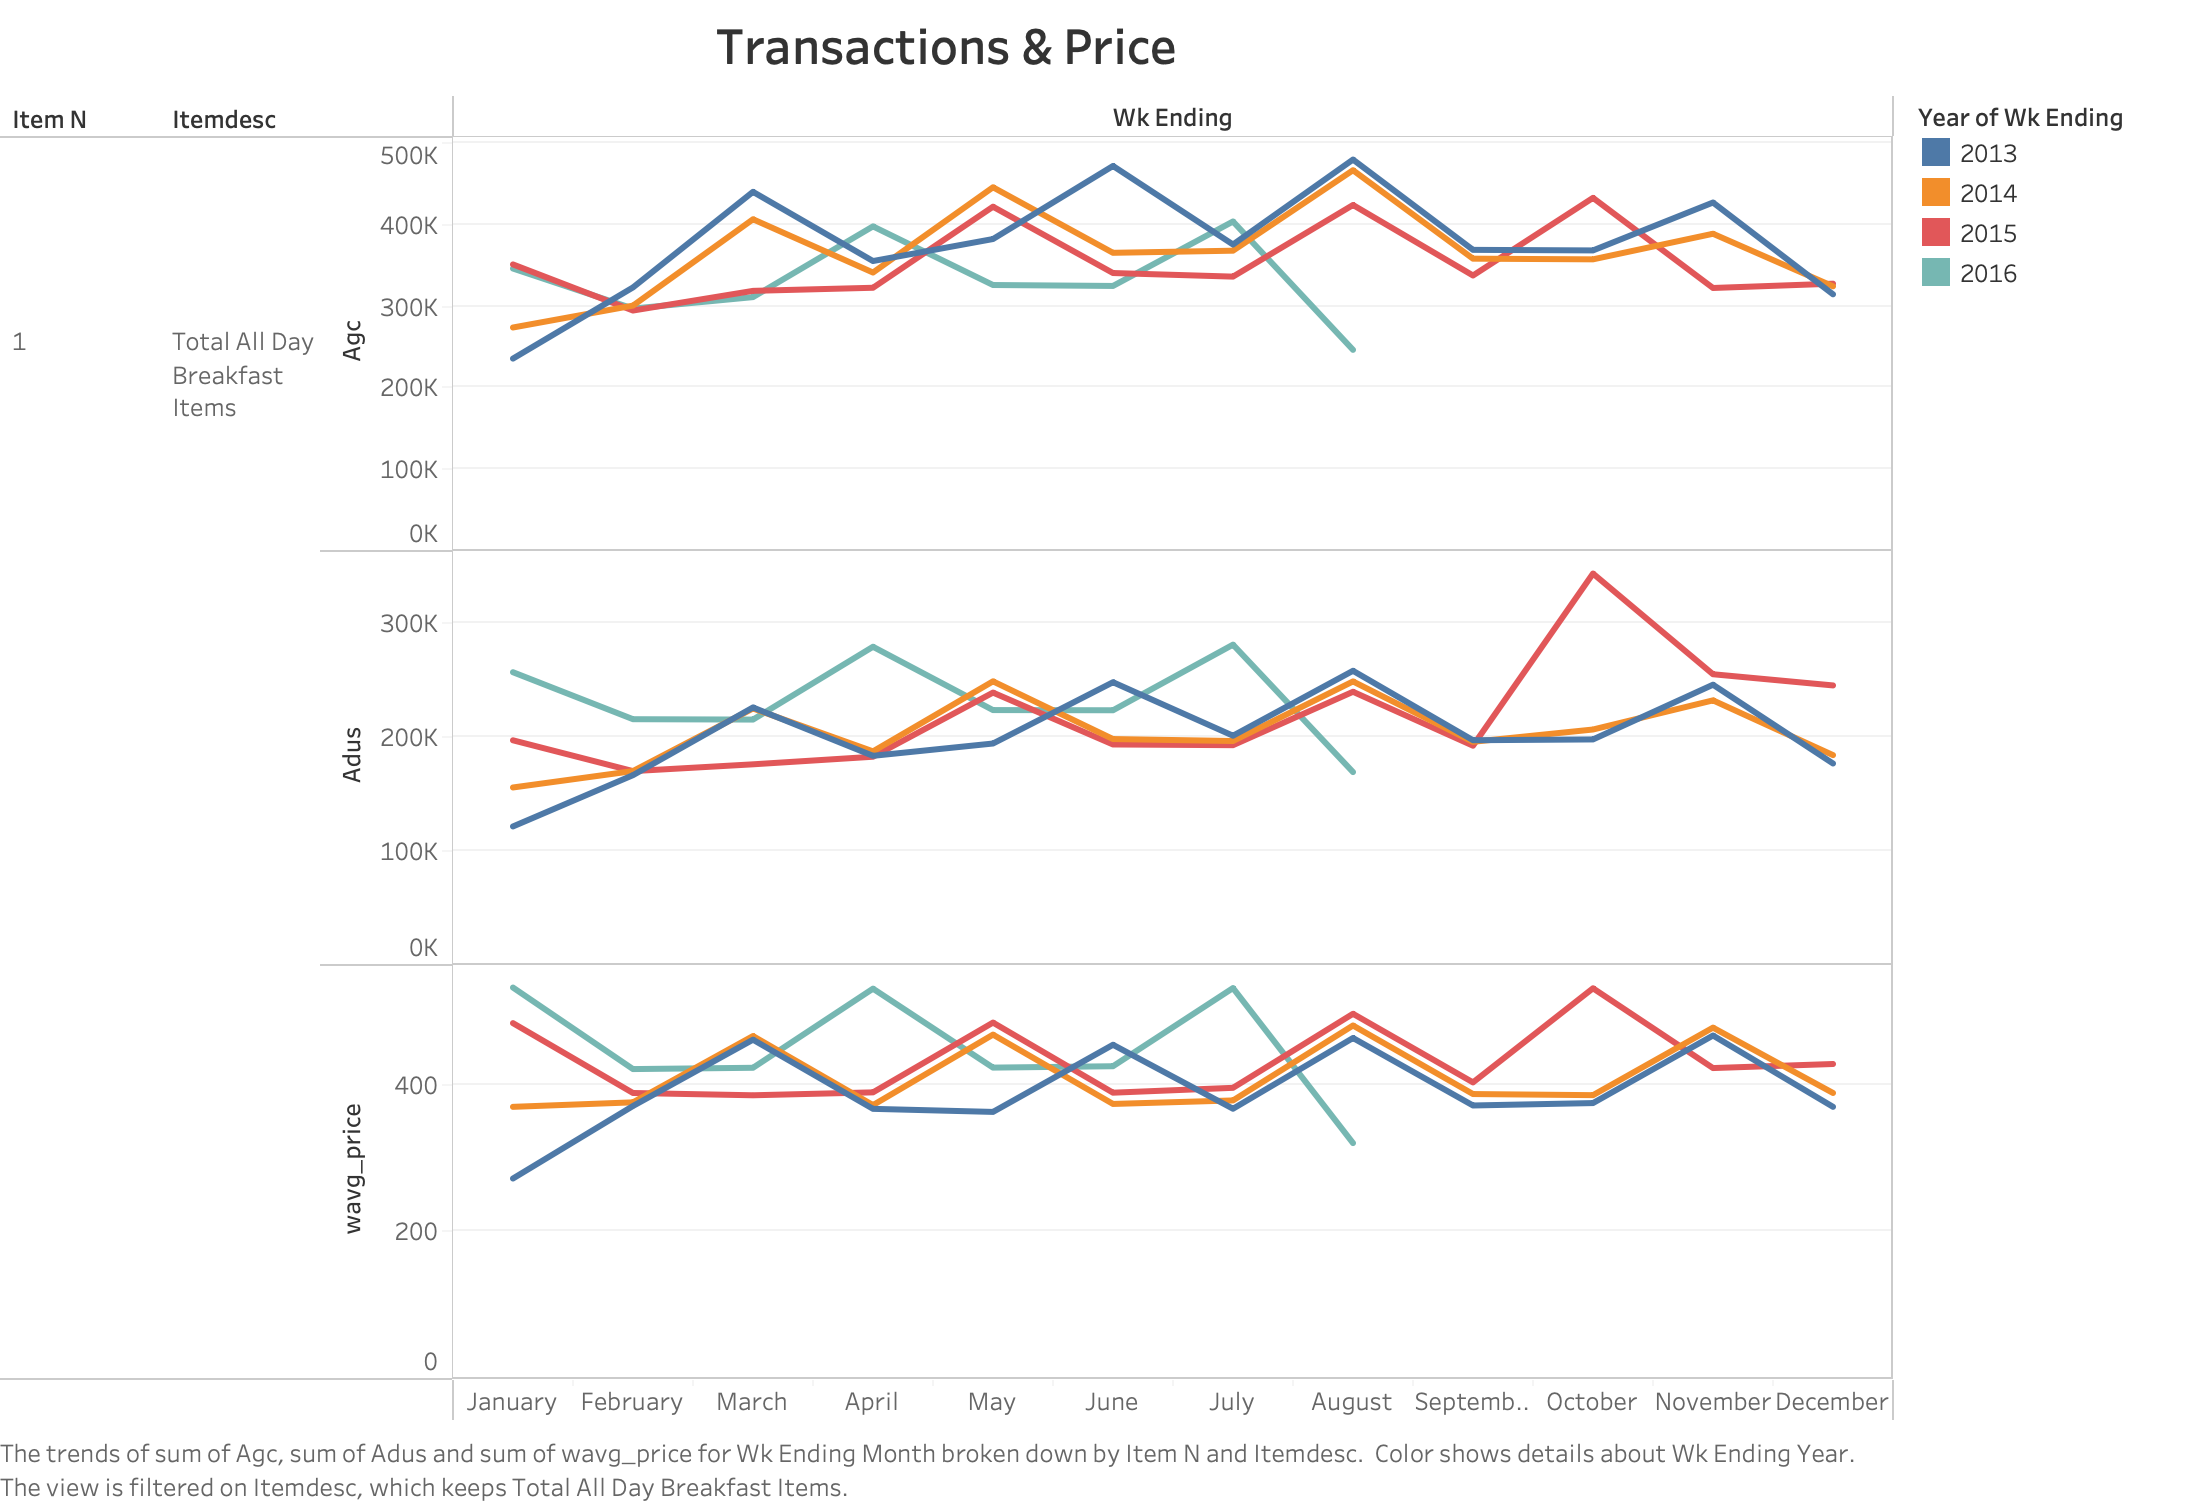 Transactions & Price
Item N
Itemdesc
Wk Ending
Year of Wk Ending
2013
2014
2015
2016
1
Total All Day
Breakfast
Items
Agc
500K
400K
300K
200K
100K
0K
Adus
300K
200K
100K
0K
wavg_price
400
200
0
January February March April May June July August Septemb.. October November December
The trends of sum of Agc, sum of Adus and sum of wavg_price for Wk Ending Month broken down by Item N and Itemdesc. Color shows details about Wk Ending Year.
The view is filtered on Itemdesc, which keeps Total All Day Breakfast Items.